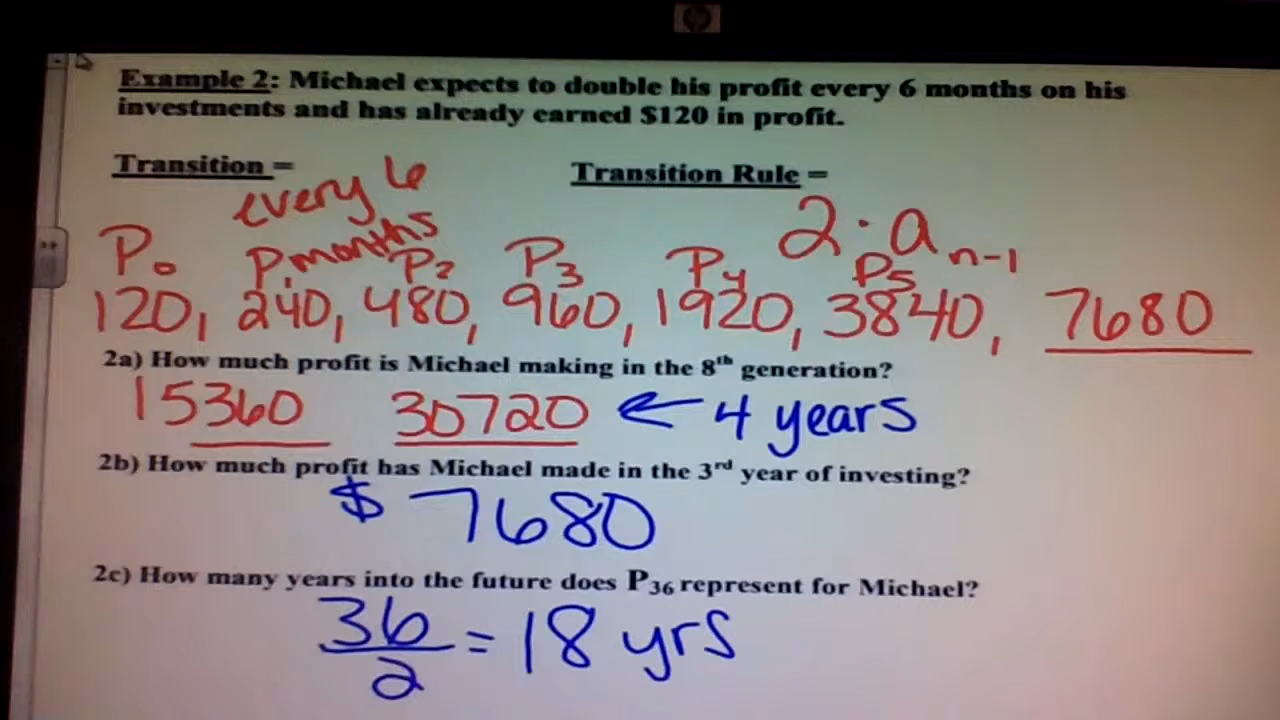 Example 2: Michael expects to double his profit every 6 months on his
investments and has already earned $120 in profit.
Transition =
every 6
months
Transition Rule =
2 · aₙ₋₁
P₀ P₁ P₂ P₃ P₄ P₅
120, 240, 480, 960, 1920, 3840, 7680
2a) How much profit is Michael making in the 8th generation?
15360 30720 ← 4 years
2b) How much profit has Michael made in the 3rd year of investing?
$ 7680
2c) How many years into the future does P₃₆ represent for Michael?
36/2 = 18 yrs